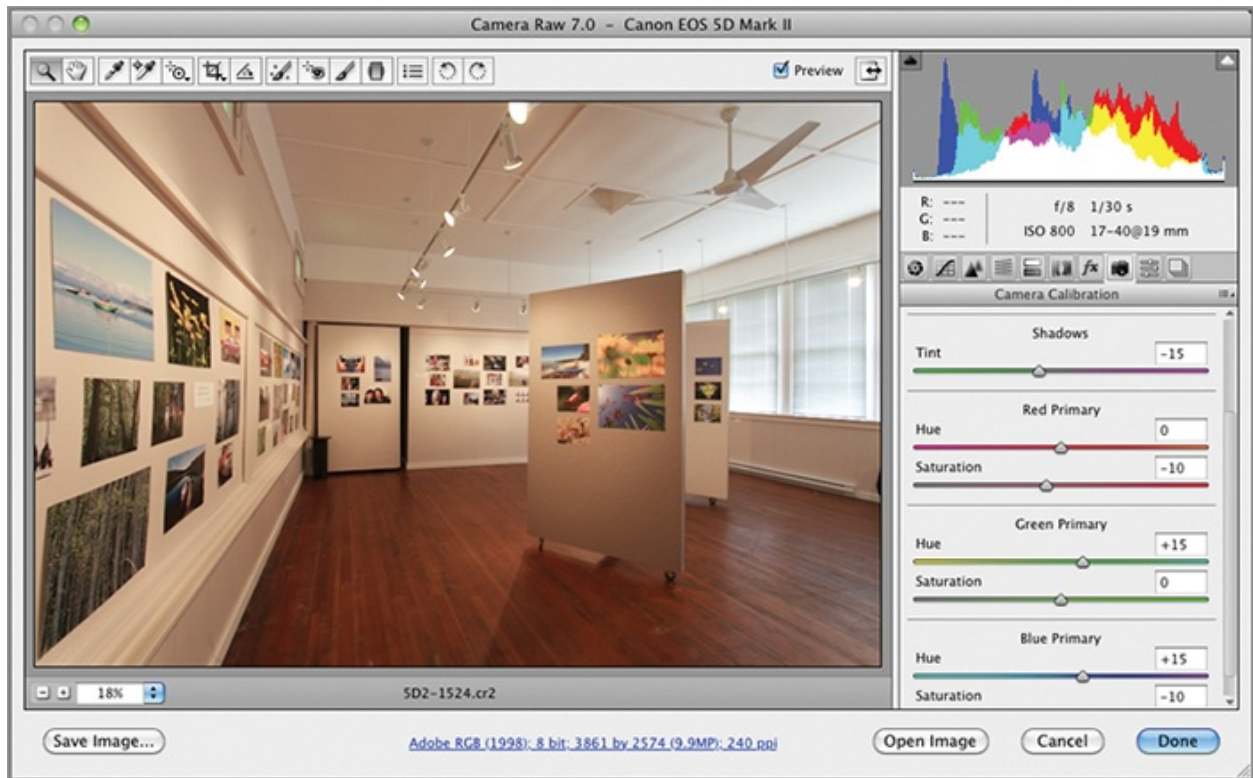 Camera Raw 7.0 – Canon EOS 5D Mark II
Preview
R: ---
G: ---
B: ---
f/8 1/30 s
ISO 800 17-40@19 mm
fx
Camera Calibration
Shadows
Tint -15
Red Primary
Hue 0
Saturation -10
Green Primary
Hue +15
Saturation 0
Blue Primary
Hue +15
Saturation -10
18% 5D2-1524.cr2
Save Image... Adobe RGB (1998); 8 bit; 3861 by 2574 (9.9MP); 240 ppi Open Image Cancel Done